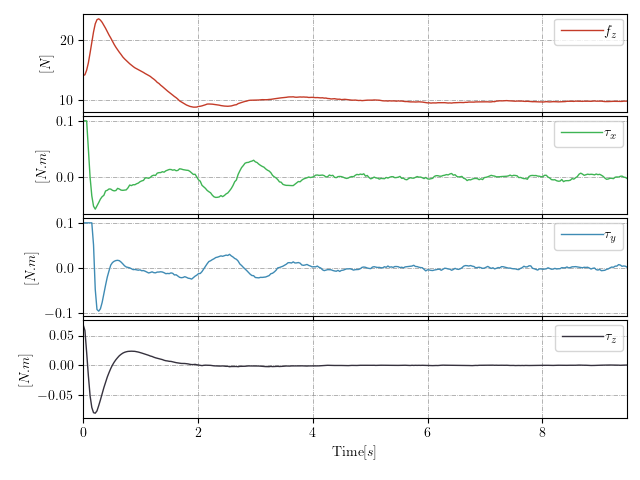 20
10
[N]
f_z
0.1
0.0
[N.m]
τ_x
0.1
0.0
−0.1
[N.m]
τ_y
0.05
0.00
−0.05
[N.m]
τ_z
0 2 4 6 8
Time[s]